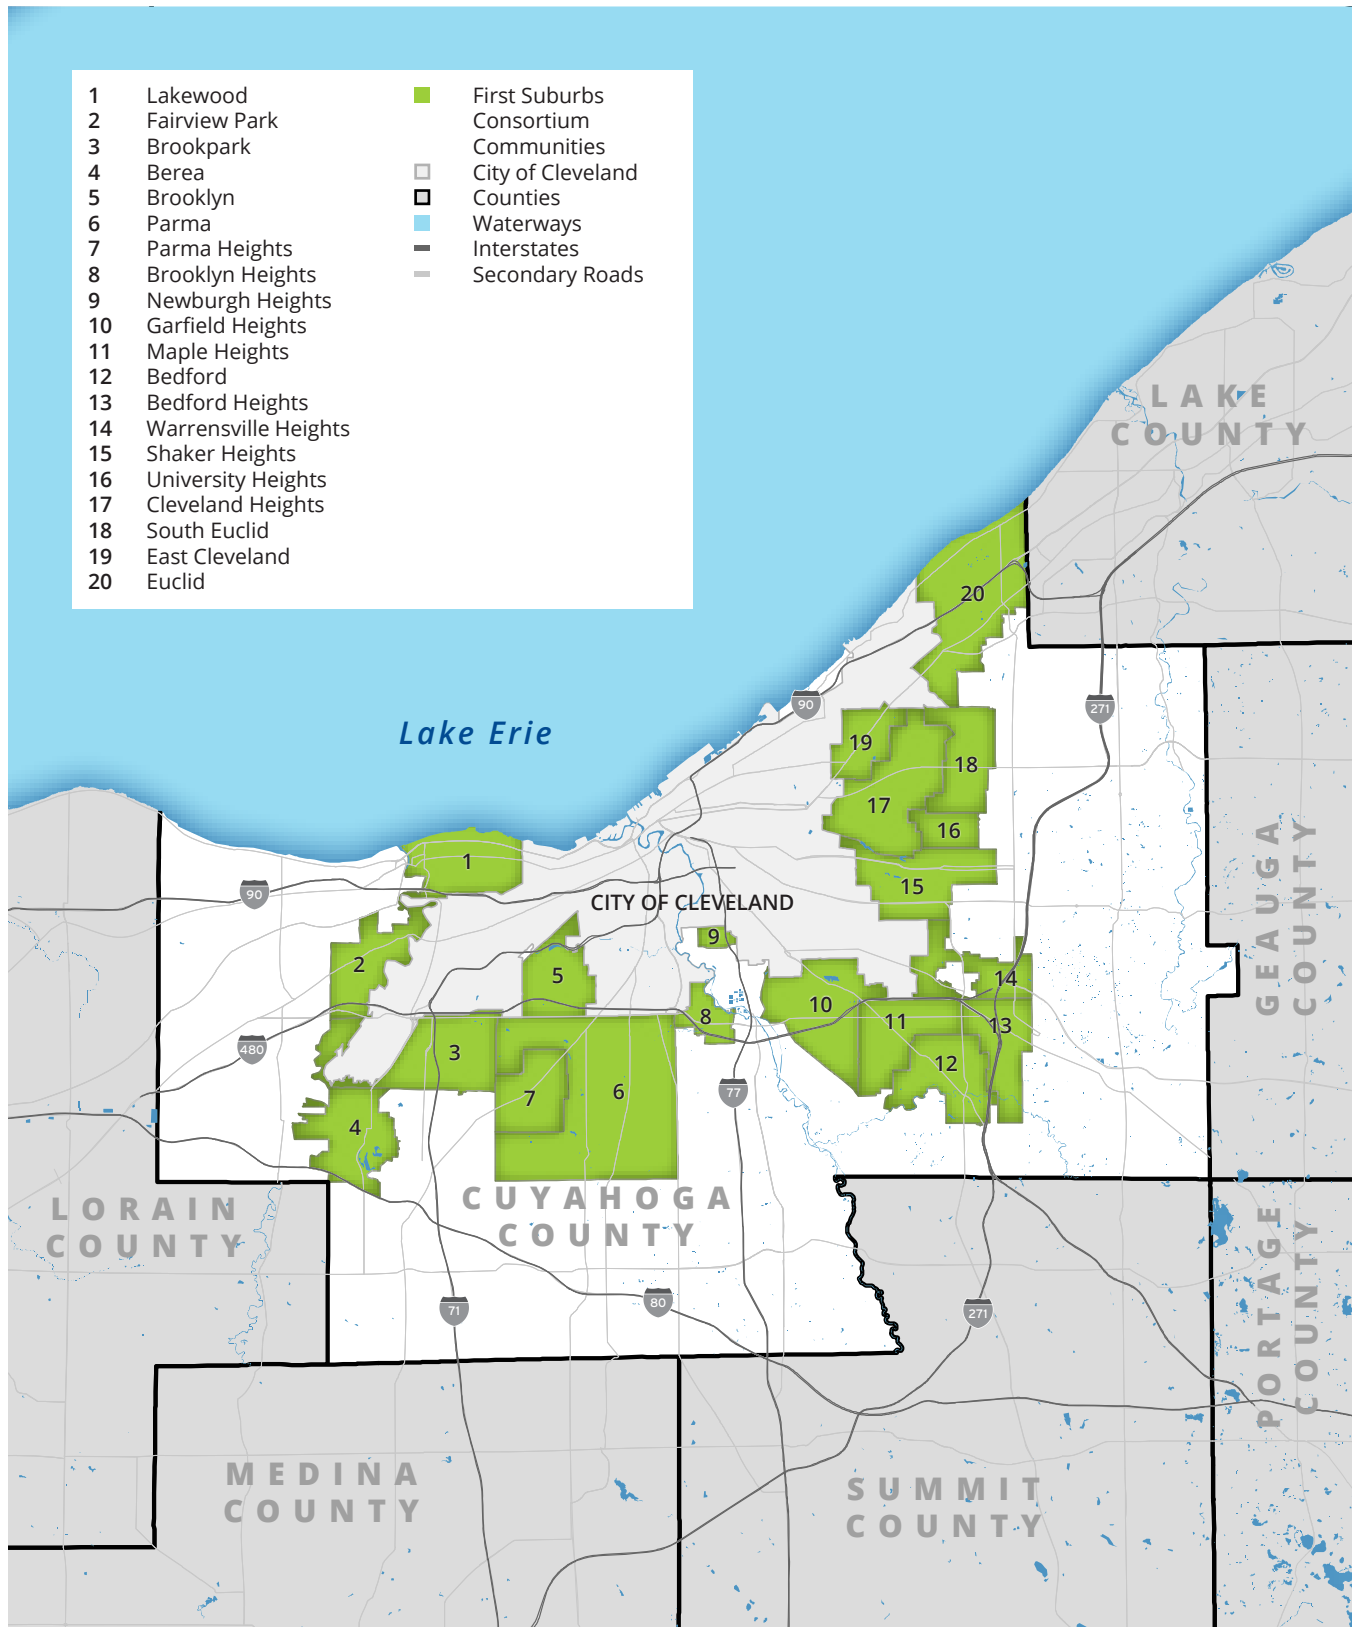 1 Lakewood
2 Fairview Park
3 Brookpark
4 Berea
5 Brooklyn
6 Parma
7 Parma Heights
8 Brooklyn Heights
9 Newburgh Heights
10 Garfield Heights
11 Maple Heights
12 Bedford
13 Bedford Heights
14 Warrensville Heights
15 Shaker Heights
16 University Heights
17 Cleveland Heights
18 South Euclid
19 East Cleveland
20 Euclid
First Suburbs
Consortium
Communities
City of Cleveland
Counties
Waterways
Interstates
Secondary Roads
LAKE
COUNTY
20
90
271
Lake Erie
19
18
17
16
1
15
90
CITY OF CLEVELAND
GEAUGA
COUNTY
9
2
5
14
10
8
11
13
480
3
12
7
6
77
4
CUYAHOGA
COUNTY
LORAIN
COUNTY
PORTAGE
COUNTY
71
80
271
MEDINA
COUNTY
SUMMIT
COUNTY